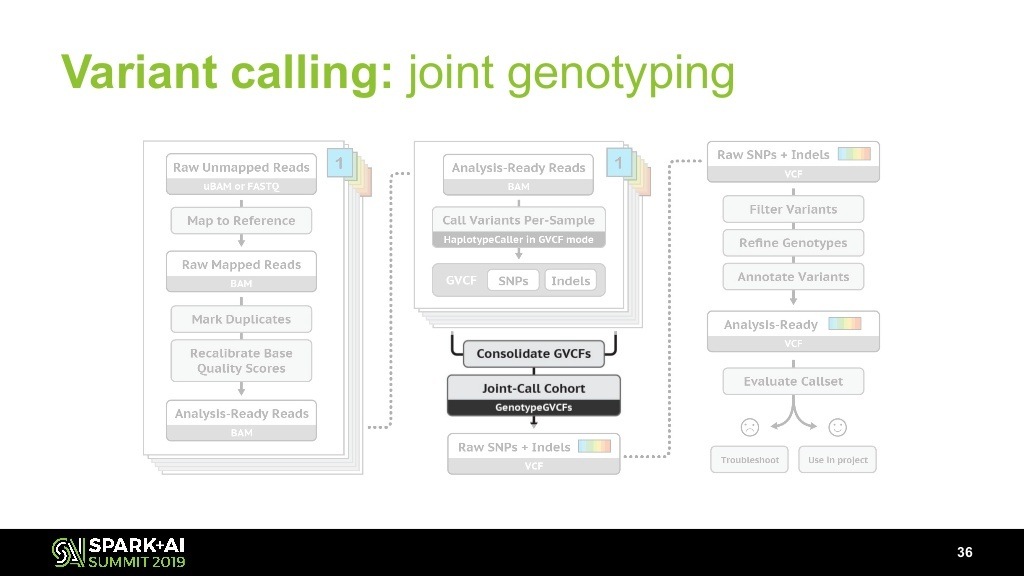 Variant calling: joint genotyping
Raw Unmapped Reads
1
uBAM or FASTQ
Map to Reference
Raw Mapped Reads
BAM
Mark Duplicates
Recalibrate Base
Quality Scores
Analysis-Ready Reads
BAM
Analysis-Ready Reads
1
BAM
Call Variants Per-Sample
HaplotypeCaller in GVCF mode
GVCF SNPs Indels
Consolidate GVCFs
Joint-Call Cohort
GenotypeGVCFs
Raw SNPs + Indels
VCF
Raw SNPs + Indels
VCF
Filter Variants
Refine Genotypes
Annotate Variants
Analysis-Ready
VCF
Evaluate Callset
Troubleshoot
Use in project
SPARK+AI
SUMMIT 2019
36